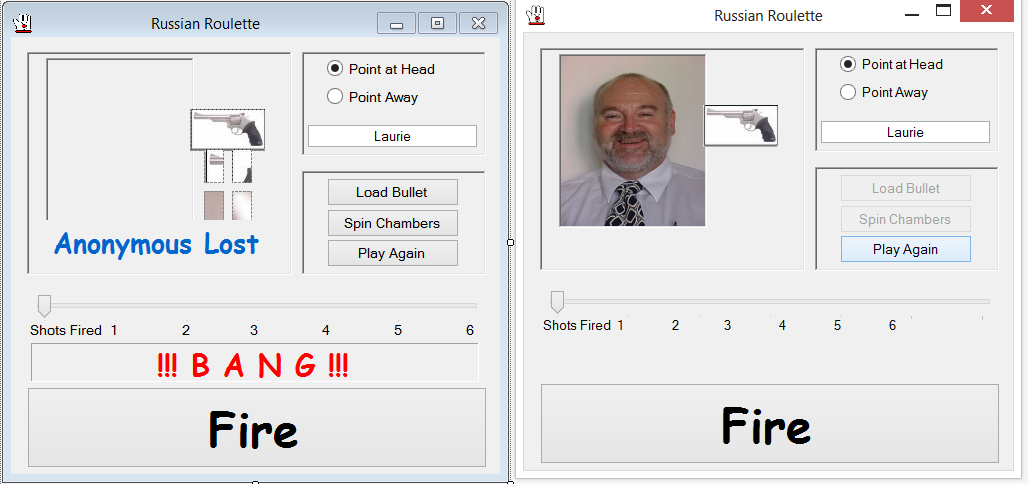 Russian Roulette
Point at Head
Point Away
Laurie
Load Bullet
Spin Chambers
Play Again
Anonymous Lost
Shots Fired 1 2 3 4 5 6
!!! B A N G !!!
Fire
Russian Roulette
Point at Head
Point Away
Laurie
Load Bullet
Spin Chambers
Play Again
Shots Fired 1 2 3 4 5 6
Fire